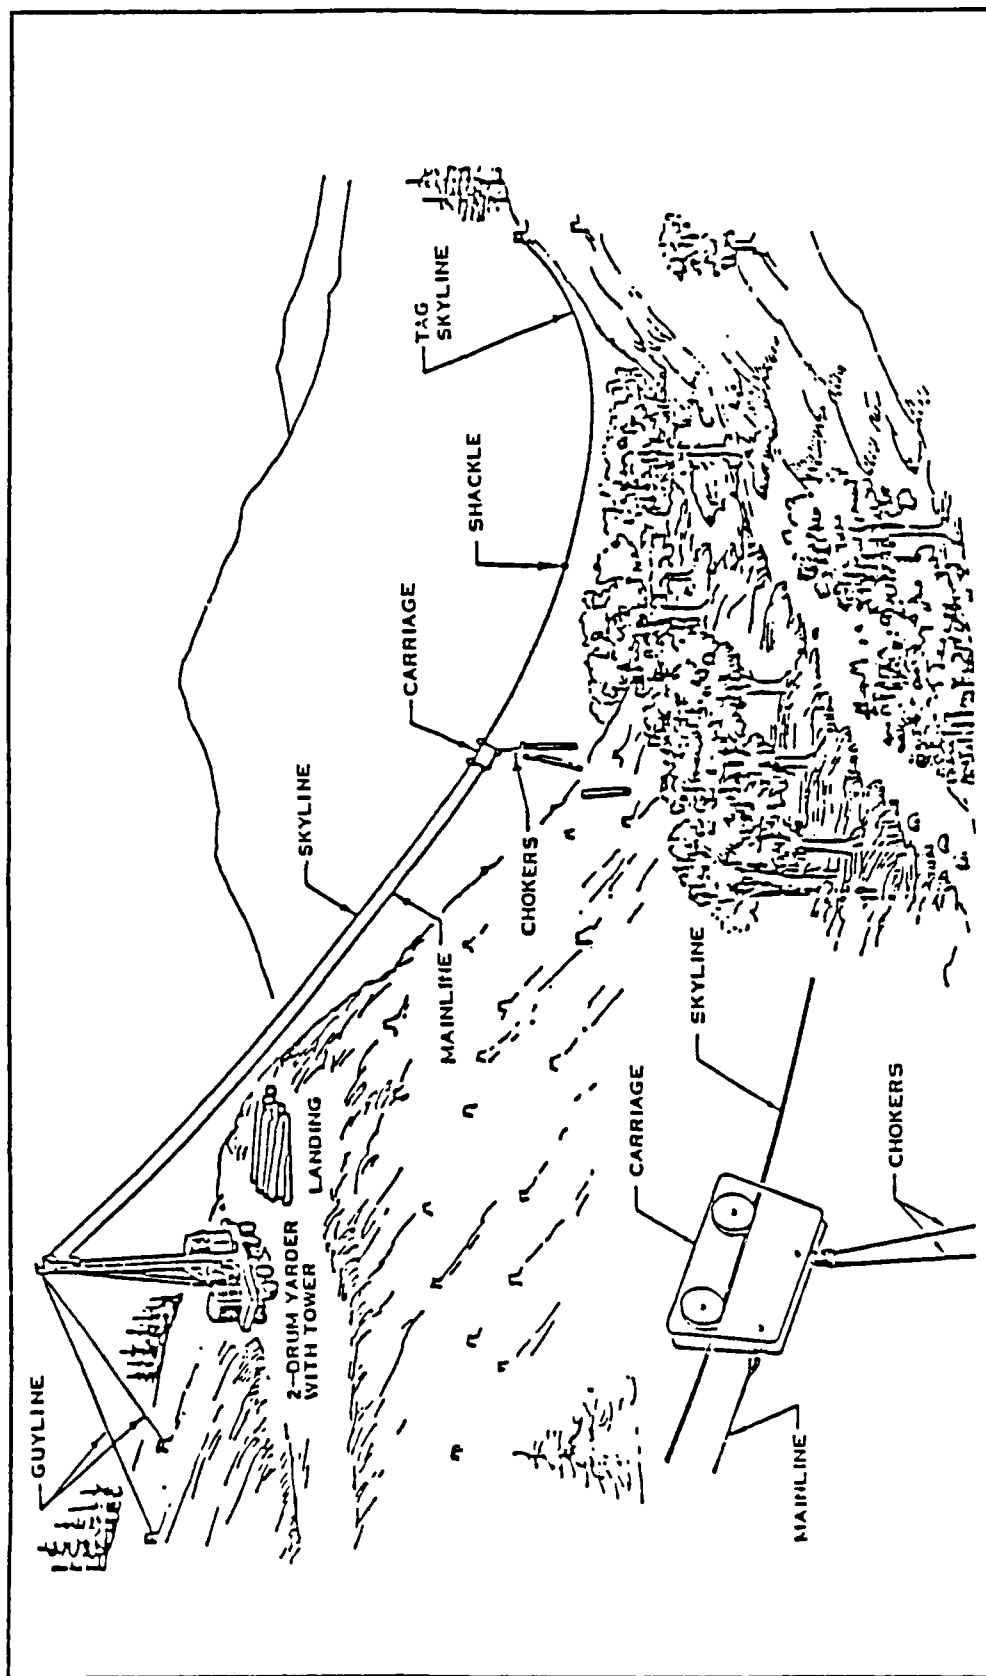 GUYLINE
2-DRUM YARDER
WITH TOWER
LANDING
MAINLINE
SKYLINE
CHOKERS
CARRIAGE
SHACKLE
TAG
SKYLINE
MAINLINE
CARRIAGE
SKYLINE
CHOKERS